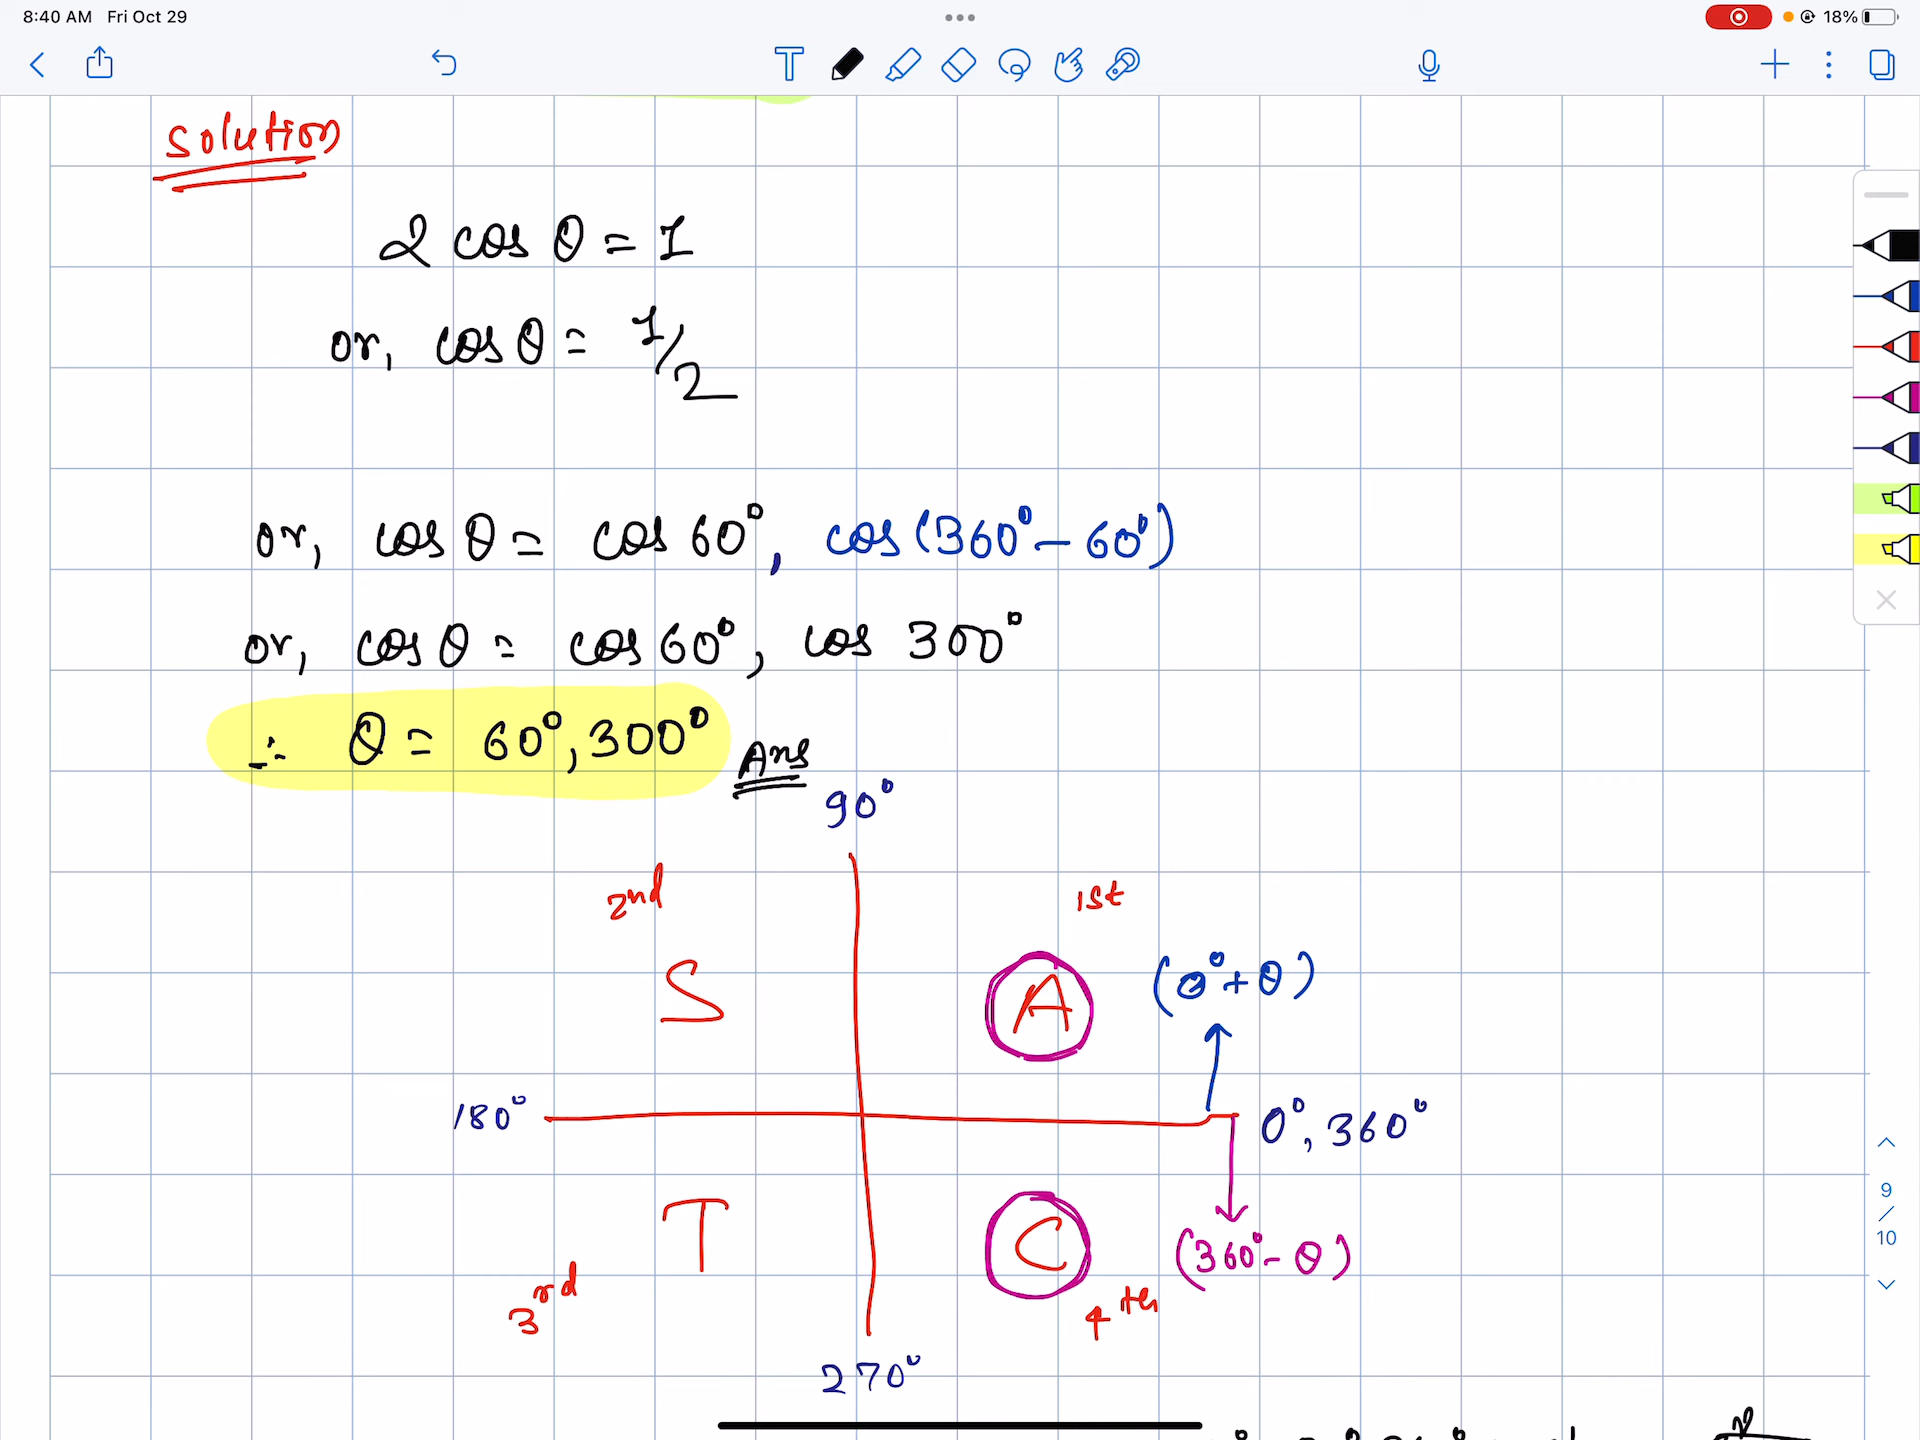 8:40 AM Fri Oct 29
18%
Solution
2 cos θ = 1
or, cos θ = 1/2
or, cos θ = cos 60°, cos (360° - 60°)
or, cos θ = cos 60°, cos 300°
∴ θ = 60°, 300° Ans
90°
2nd 1st
S A (0° + θ)
180° 0°, 360°
T C (360° - θ)
3rd 4th
270°
9
/
10